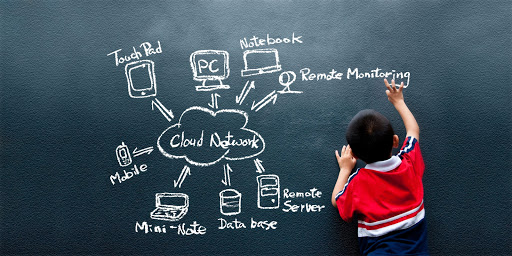 Notebook
Touch Pad
PC
Remote Monitoring
Cloud Network
Mobile
Remote
Server
Mini-Note
Data base